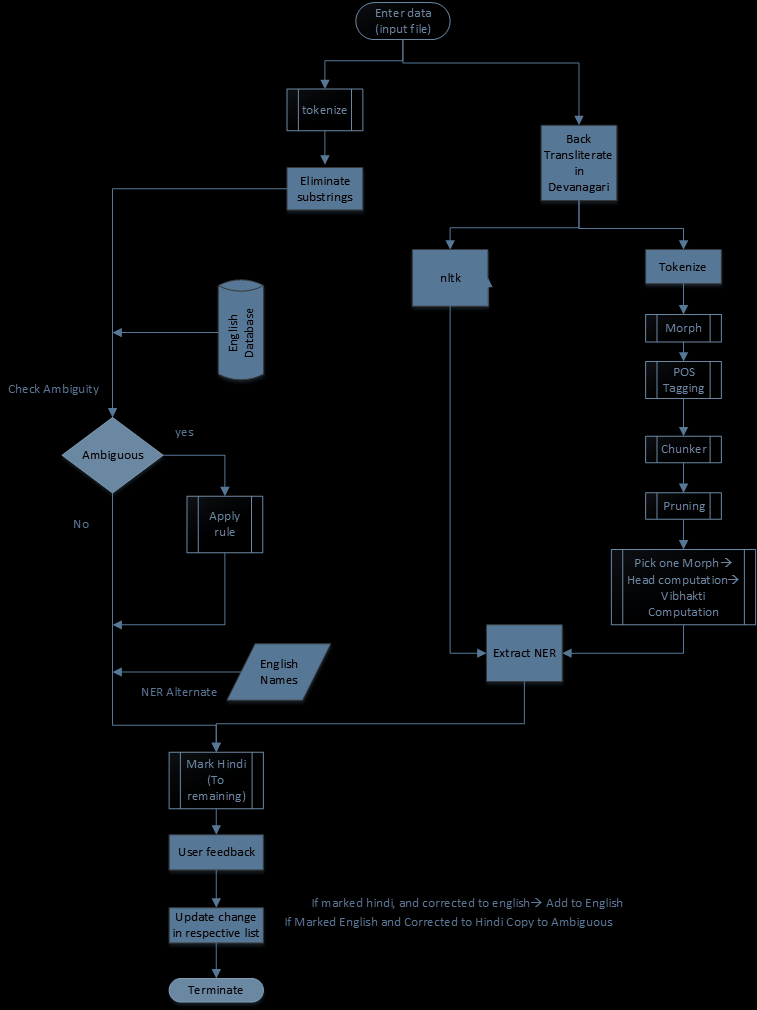 Enter data
(input file)
tokenize
Back
Transliterate
in
Devanagari
Eliminate
substrings
nltk
Tokenize
English
Database
Morph
POS
Tagging
Check Ambiguity
Chunker
Ambiguous
yes
No
Apply
rule
Pruning
Pick one Morph→
Head computation→
Vibhakti
Computation
Extract NER
English
Names
NER Alternate
Mark Hindi
(To
remaining)
User feedback
Update change
in respective list
If marked hindi, and corrected to english→ Add to English
If Marked English and Corrected to Hindi Copy to Ambiguous
Terminate